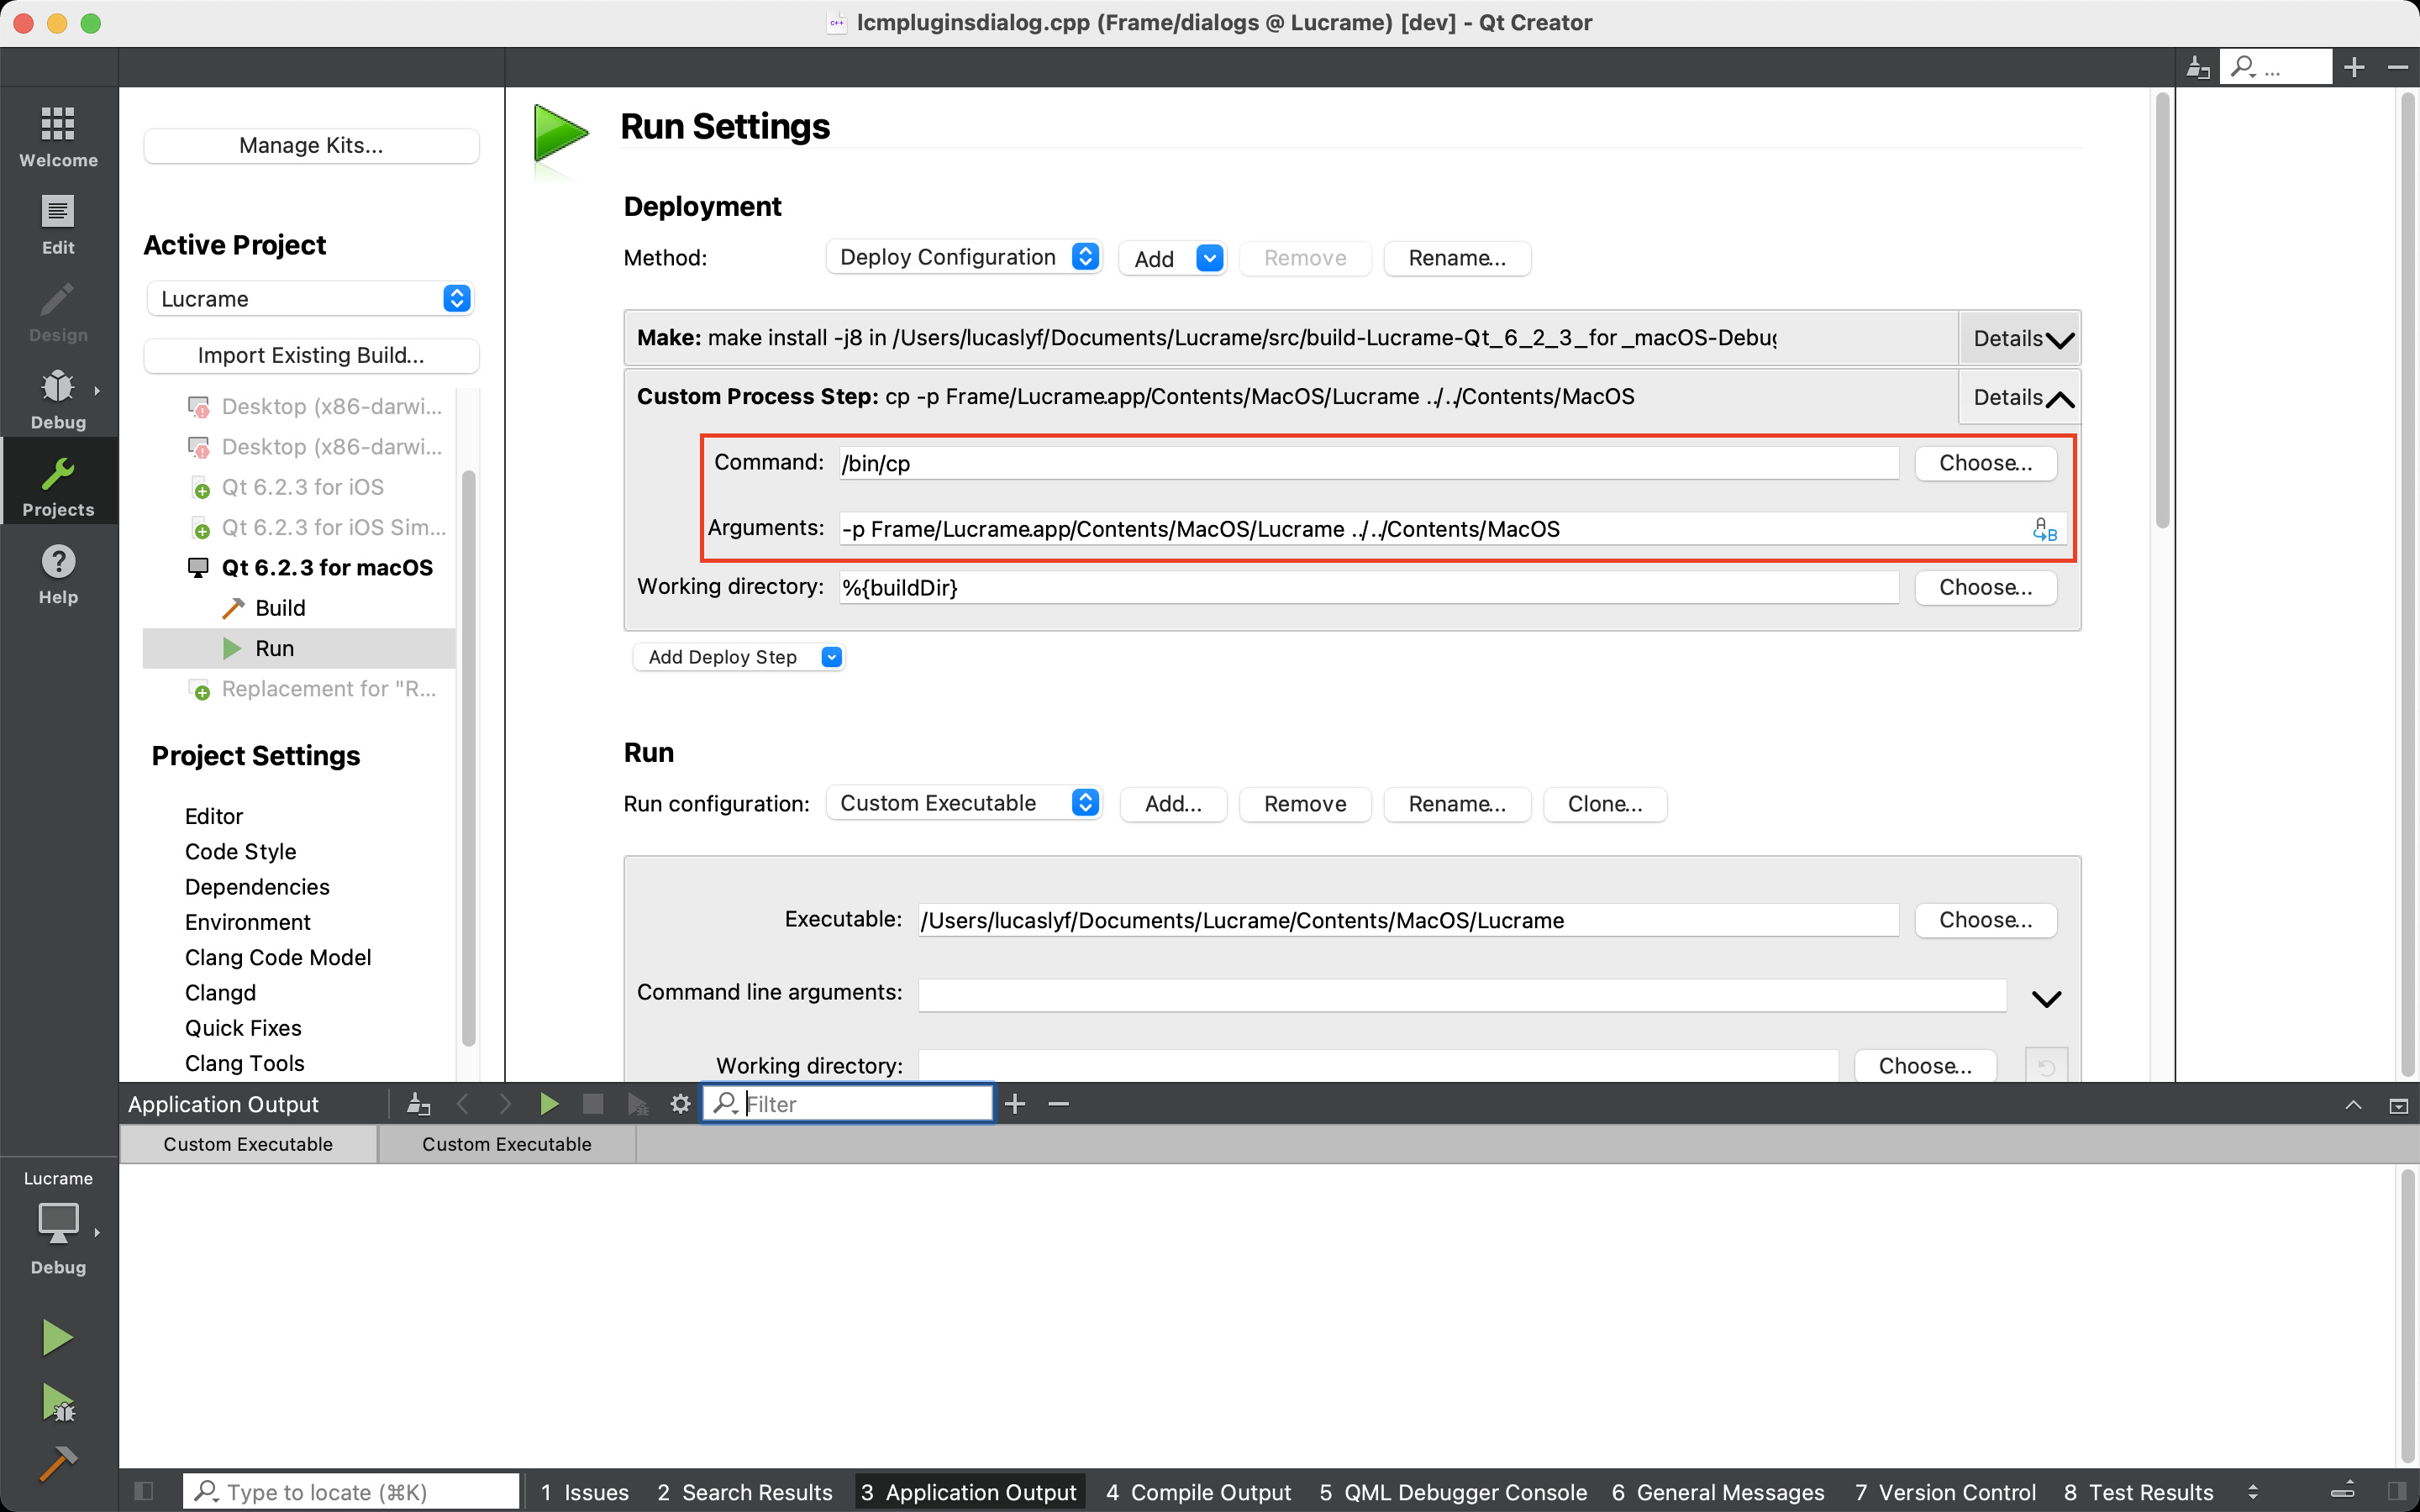 lcmpluginsdialog.cpp (Frame/dialogs @ Lucrame) [dev] - Qt Creator
...
Welcome
Edit
Design
Debug
Projects
Help
Manage Kits...
Active Project
Lucrame
Import Existing Build...
Desktop (x86-darwi...
Desktop (x86-darwi...
Qt 6.2.3 for iOS
Qt 6.2.3 for iOS Sim...
Qt 6.2.3 for macOS
Build
Run
Replacement for "R...
Project Settings
Editor
Code Style
Dependencies
Environment
Clang Code Model
Clangd
Quick Fixes
Clang Tools
Run Settings
Deployment
Method: Deploy Configuration Add Remove Rename...
Make: make install -j8 in /Users/lucaslyf/Documents/Lucrame/src/build-Lucrame-Qt_6_2_3_for_macOS-Debug Details
Custom Process Step: cp -p Frame/Lucrame.app/Contents/MacOS/Lucrame ../../Contents/MacOS Details
Command: /bin/cp Choose...
Arguments: -p Frame/Lucrame.app/Contents/MacOS/Lucrame ../../Contents/MacOS
Working directory: %{buildDir} Choose...
Add Deploy Step
Run
Run configuration: Custom Executable Add... Remove Rename... Clone...
Executable: /Users/lucaslyf/Documents/Lucrame/Contents/MacOS/Lucrame Choose...
Command line arguments:
Working directory: Choose...
Application Output Filter
Custom Executable Custom Executable
Lucrame
Debug
Type to locate (⌘K) 1 Issues 2 Search Results 3 Application Output 4 Compile Output 5 QML Debugger Console 6 General Messages 7 Version Control 8 Test Results